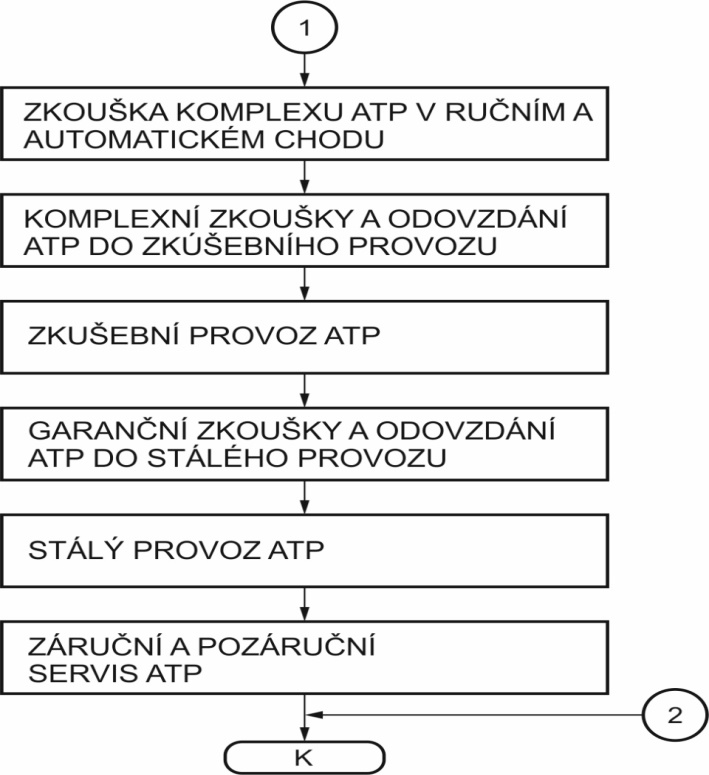 1
ZKOUŠKA KOMPLEXU ATP V RUČNÍM A
AUTOMATICKÉM CHODU
KOMPLEXNÍ ZKOUŠKY A ODOVZDÁNÍ
ATP DO ZKÚŠEBNÍHO PROVOZU
ZKUŠEBNÍ PROVOZ ATP
GARANČNÍ ZKOUŠKY A ODOVZDÁNÍ
ATP DO STÁLÉHO PROVOZU
STÁLÝ PROVOZ ATP
ZÁRUČNÍ A POZÁRUČNÍ
SERVIS ATP
2
K